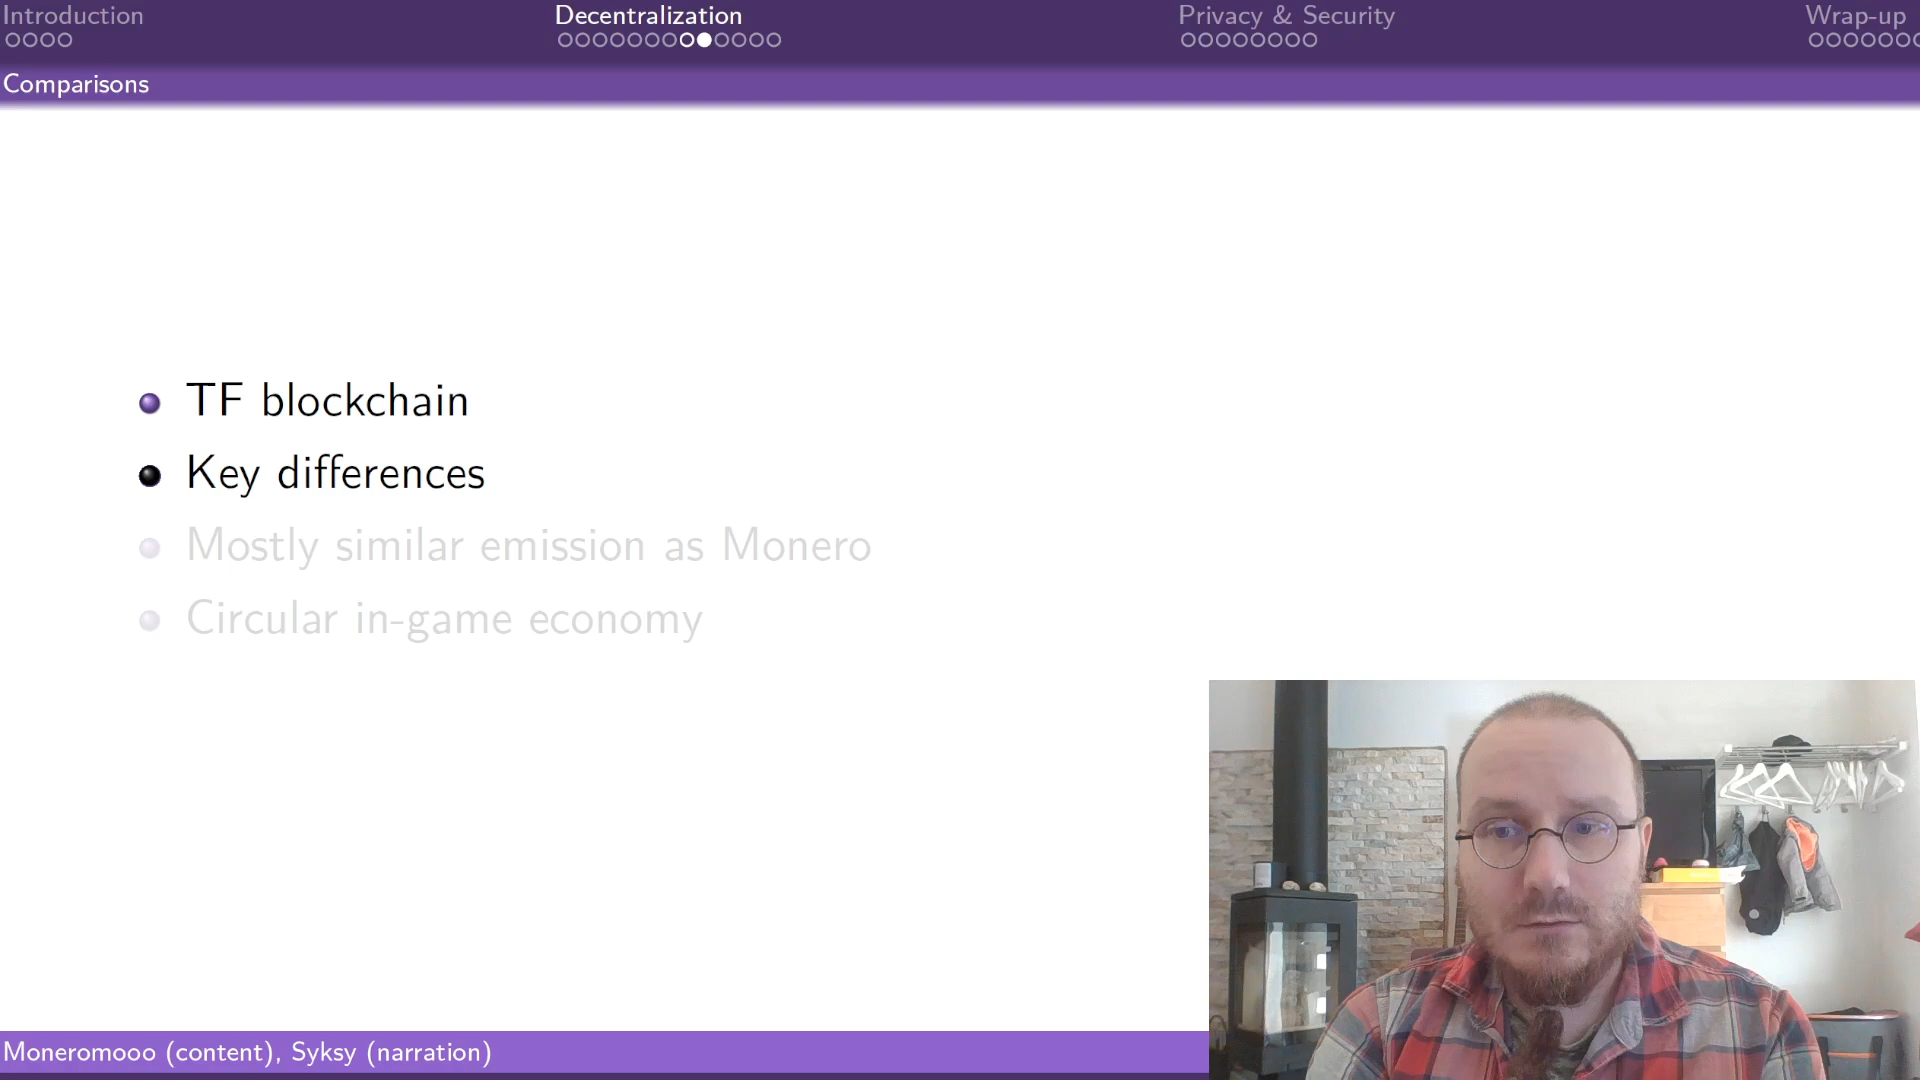 Introduction
Decentralization
Privacy & Security
Wrap-up
Comparisons
TF blockchain
Key differences
Mostly similar emission as Monero
Circular in-game economy
Moneromooo (content), Syksy (narration)